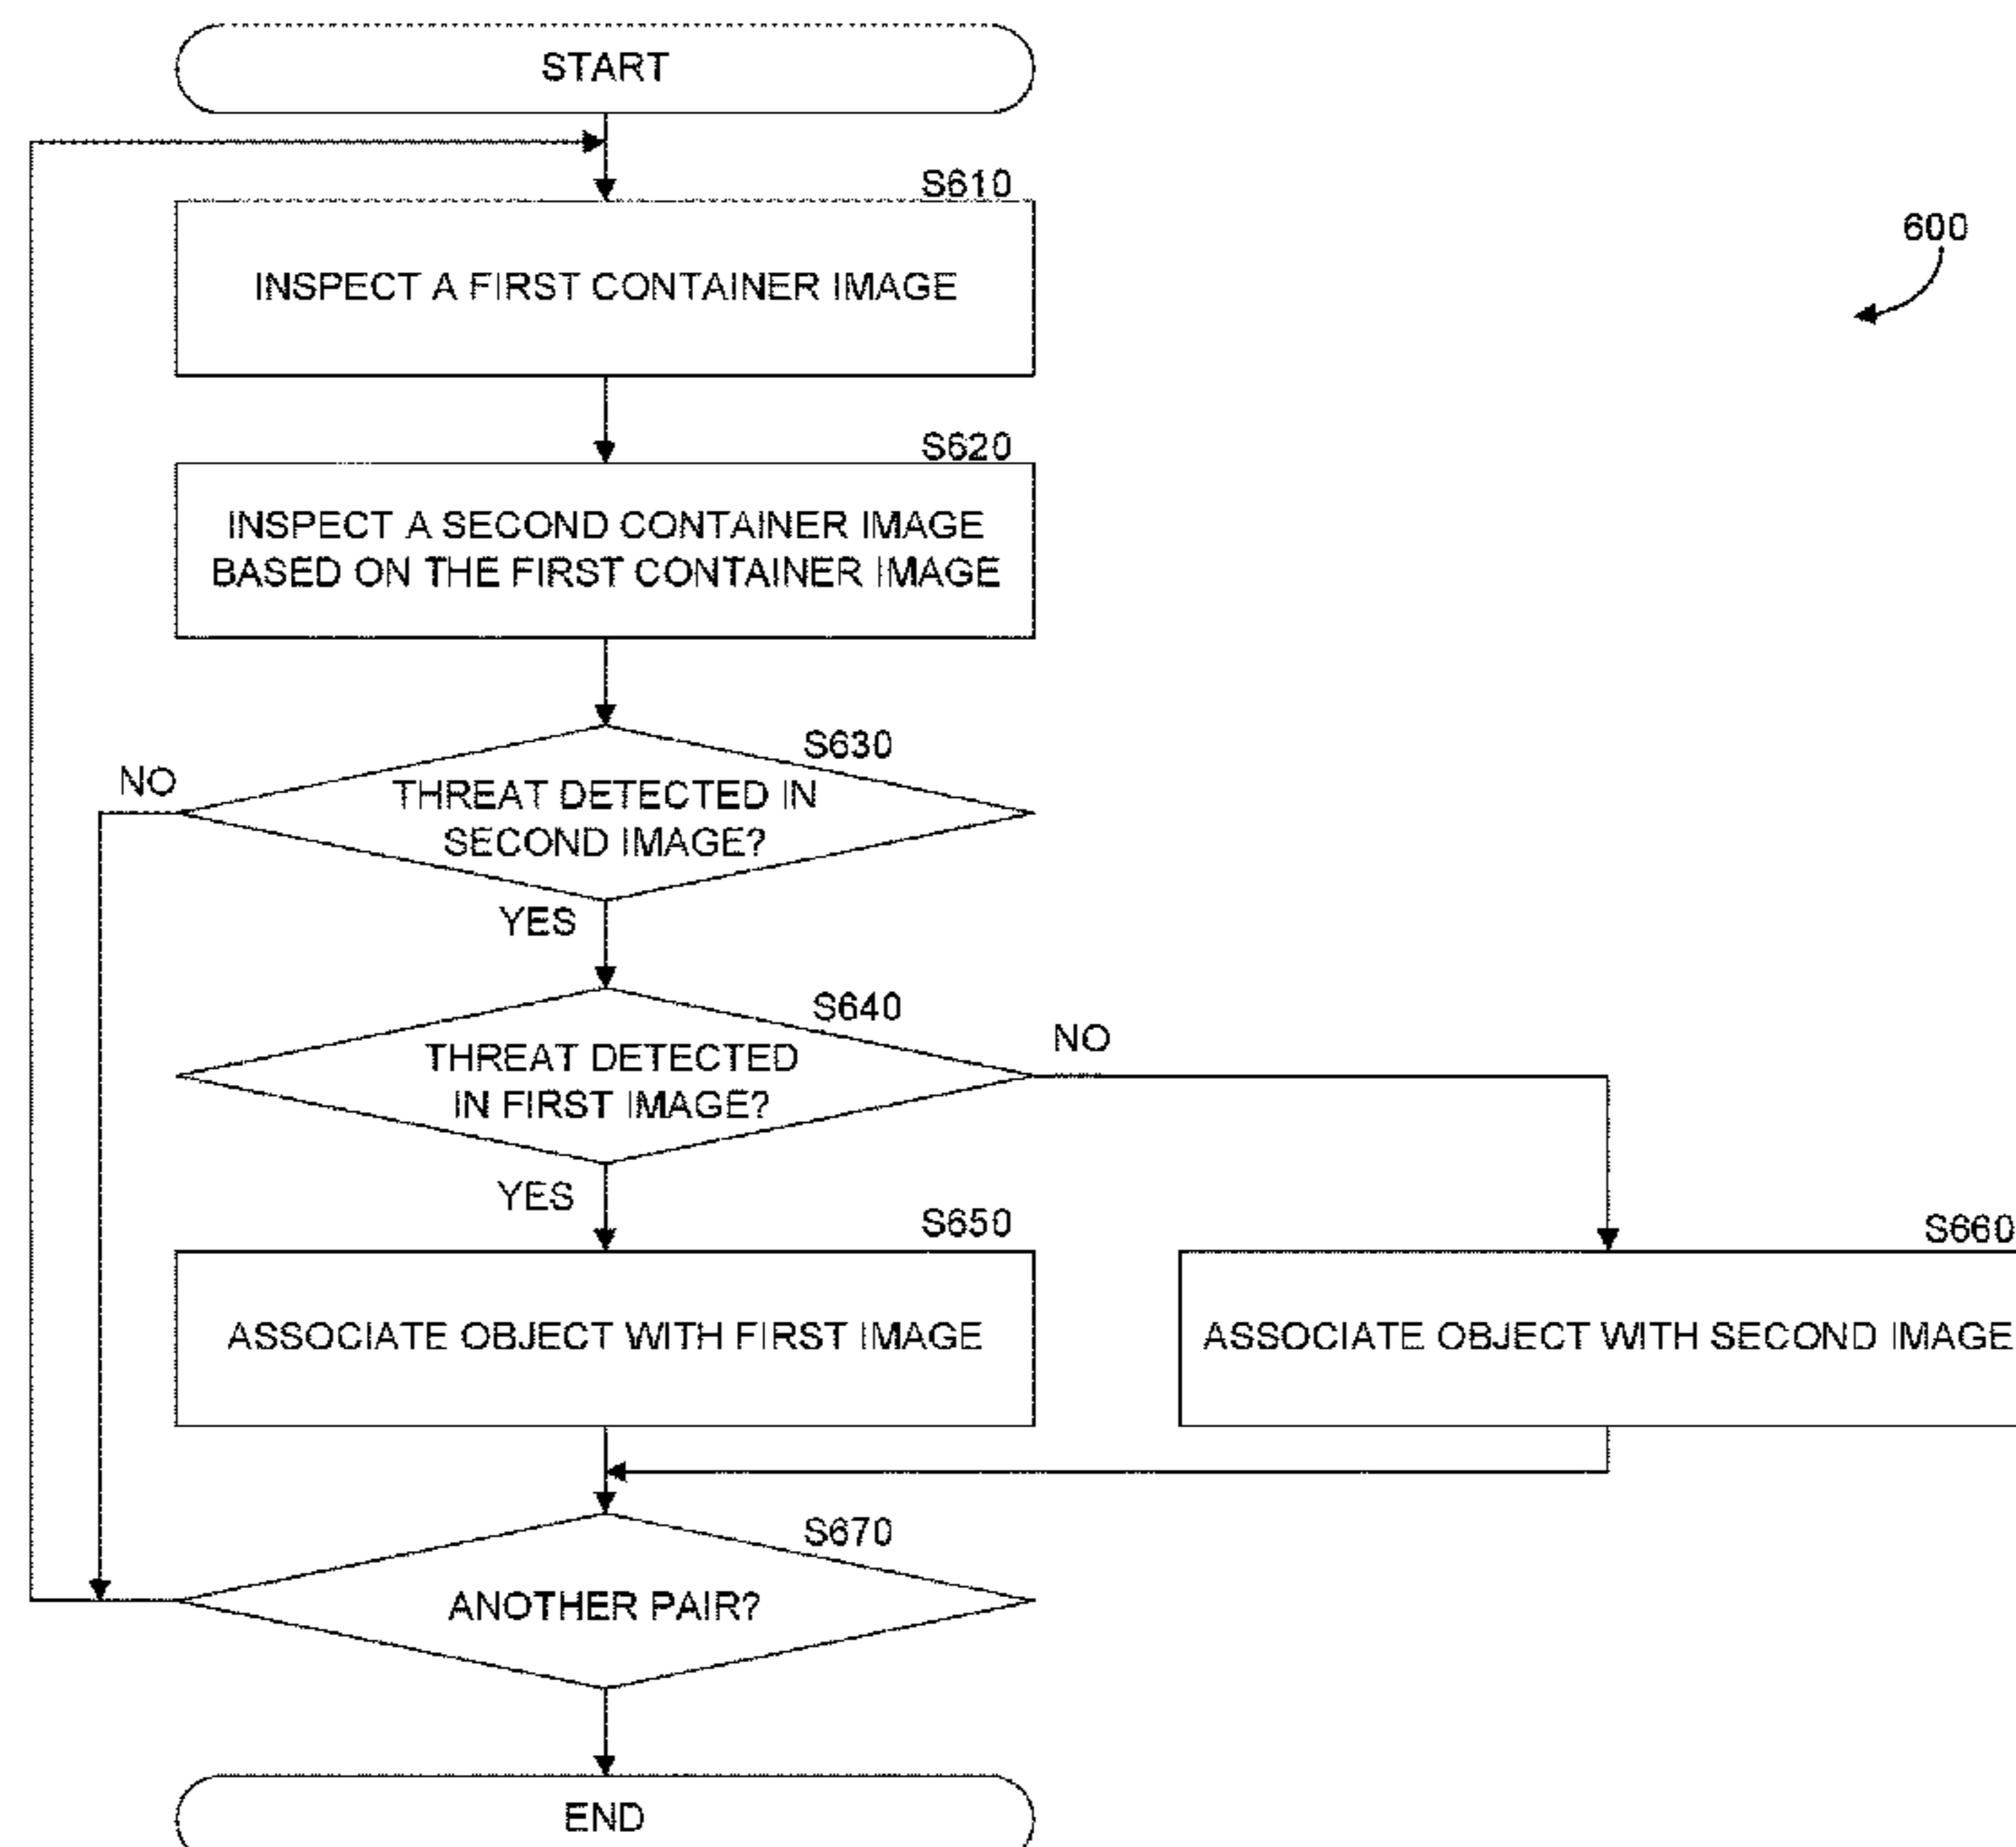 START
S610
600
INSPECT A FIRST CONTAINER IMAGE
S620
INSPECT A SECOND CONTAINER IMAGE
BASED ON THE FIRST CONTAINER IMAGE
S630
NO
THREAT DETECTED IN
SECOND IMAGE?
YES
S640
NO
THREAT DETECTED
IN FIRST IMAGE?
YES
S650
S660
ASSOCIATE OBJECT WITH FIRST IMAGE
ASSOCIATE OBJECT WITH SECOND IMAGE
S670
ANOTHER PAIR?
END